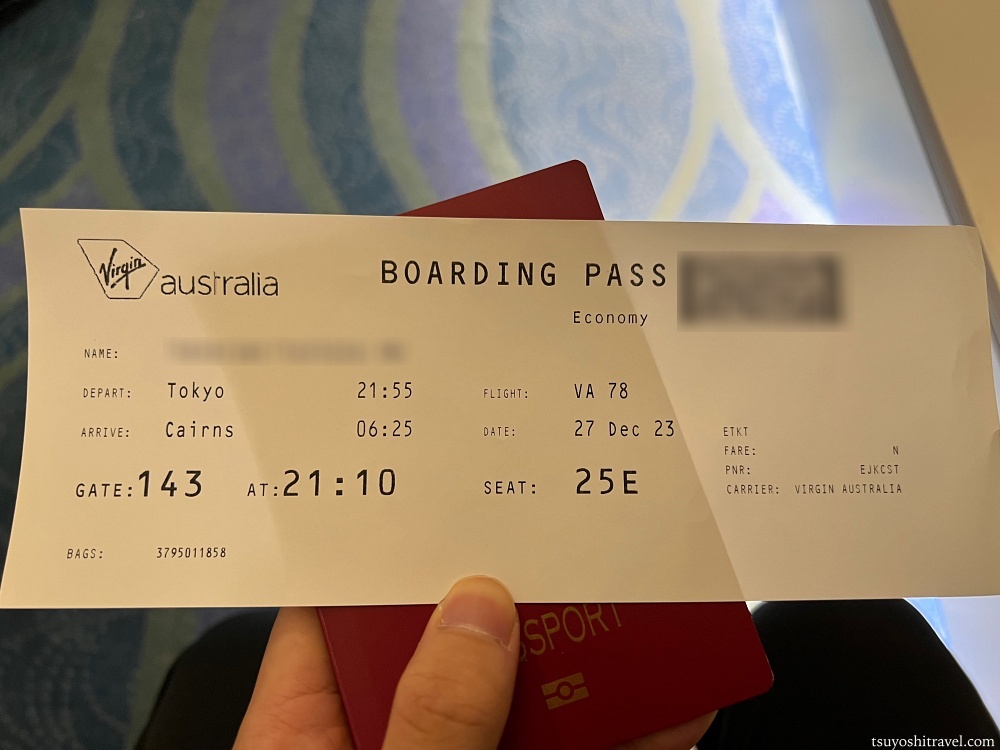 Virgin australia
BOARDING PASS
Economy
NAME:
DEPART: Tokyo 21:55 FLIGHT: VA 78
ARRIVE: Cairns 06:25 DATE: 27 Dec 23
GATE:143 AT:21:10 SEAT: 25E
ETKT
FARE: N
PNR: EJKCST
CARRIER: VIRGIN AUSTRALIA
BAGS: 3795011858
SSPORT
tsuyoshitravel.com